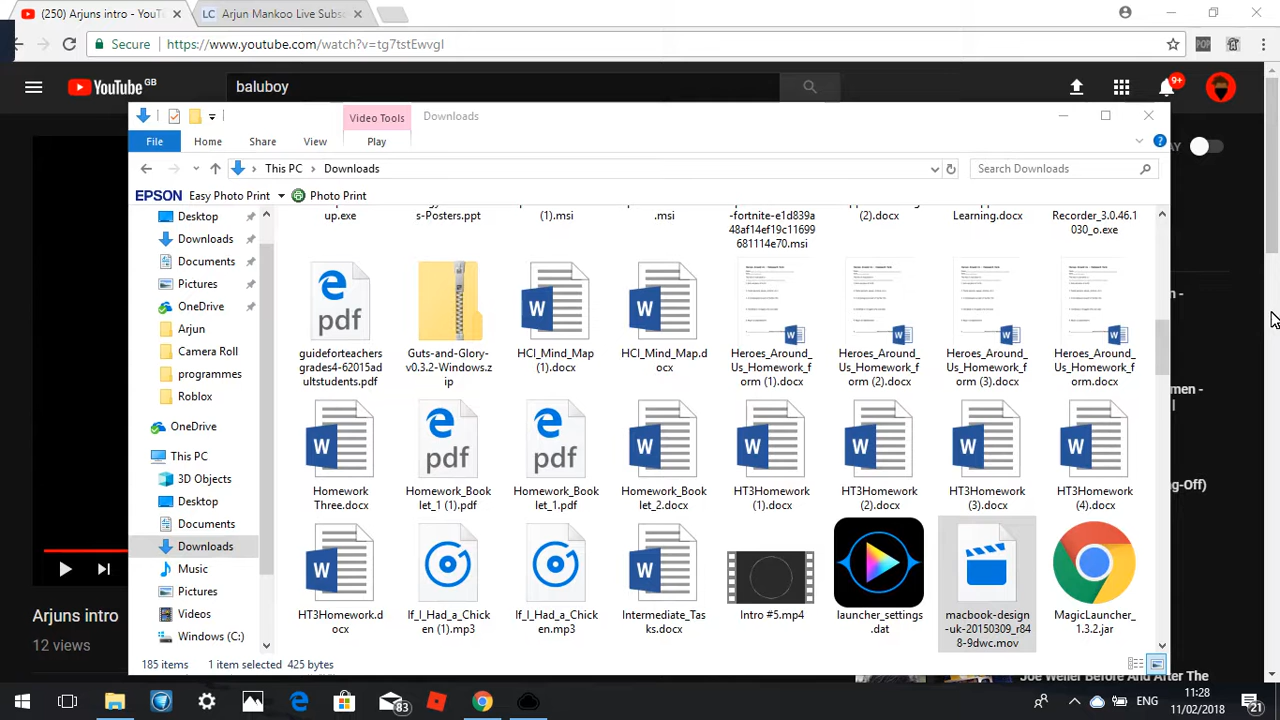 (250) Arjuns intro - YouT
Arjun Mankoo Live Subsc
Secure
https://www.youtube.com/watch?v=tg7tstEwvgI
YouTube GB
baluboy
9+
Video Tools
Downloads
File
Home
Share
View
Play
This PC
Downloads
Search Downloads
EPSON
Easy Photo Print
Photo Print
Desktop
Downloads
Documents
Pictures
OneDrive
Arjun
Camera Roll
programmes
Roblox
OneDrive
This PC
3D Objects
Desktop
Documents
Downloads
Music
Pictures
Videos
Windows (C:)
up.exe
s-Posters.ppt
(1).msi
.msi
-fortnite-e1d839a
48af14ef19c11699
681114e70.msi
(2).docx
Learning.docx
Recorder_3.0.46.1
030_o.exe
guideforteachers
grades4-62015ad
ultstudents.pdf
Guts-and-Glory-
v0.3.2-Windows.z
ip
HCI_Mind_Map
(1).docx
HCI_Mind_Map.d
ocx
Heroes_Around_
Us_Homework_f
orm (1).docx
Heroes_Around_
Us_Homework_f
orm (2).docx
Heroes_Around_
Us_Homework_f
orm (3).docx
Heroes_Around_
Us_Homework_f
orm.docx
Homework
Three.docx
Homework_Book
let_1 (1).pdf
Homework_Book
let_1.pdf
Homework_Book
let_2.docx
HT3Homework
(1).docx
HT3Homework
(2).docx
HT3Homework
(3).docx
HT3Homework
(4).docx
HT3Homework.d
ocx
If_I_Had_a_Chick
en (1).mp3
If_I_Had_a_Chick
en.mp3
Intermediate_Tas
ks.docx
Intro #5.mp4
launcher_settings
.dat
macbook-design
-uk-20150309_r84
8-9dwc.mov
MagicLauncher_
1.3.2.jar
185 items
1 item selected 425 bytes
Arjuns intro
12 views
Joe Weller Before And After The
83
ENG
11:28
11/02/2018
21